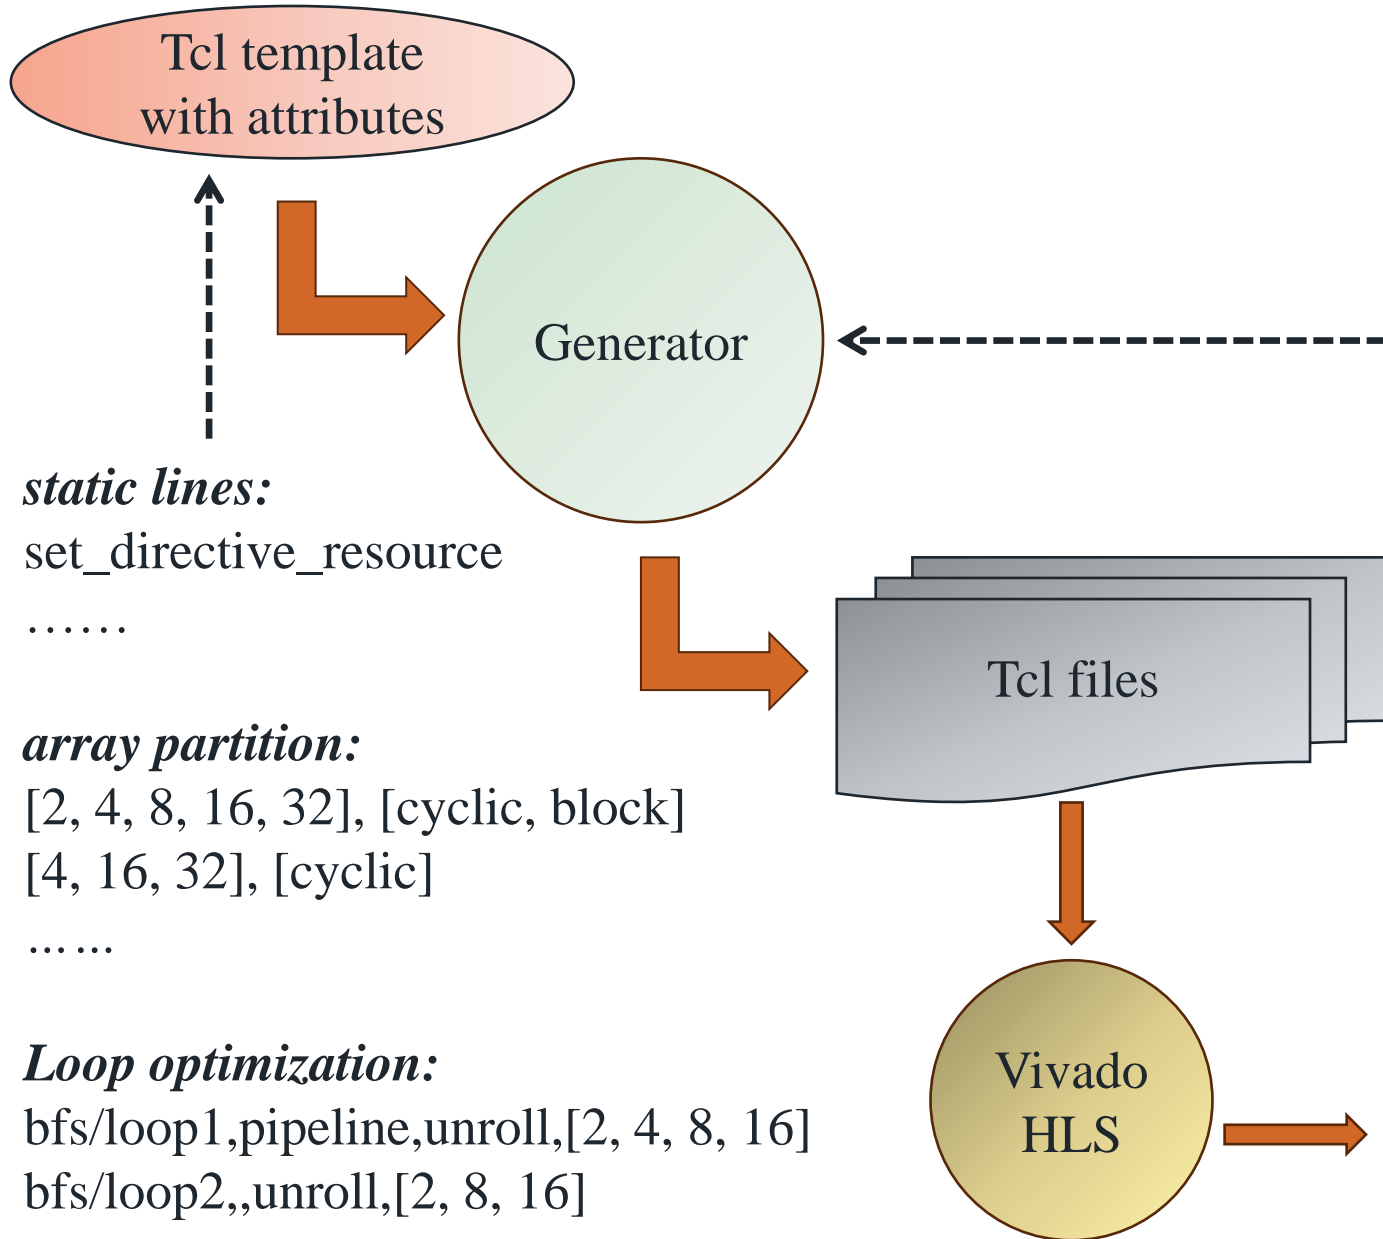 Tcl template
with attributes
Generator
static lines:
set_directive_resource
……
Tcl files
array partition:
[2, 4, 8, 16, 32], [cyclic, block]
[4, 16, 32], [cyclic]
……
Vivado
HLS
Loop optimization:
bfs/loop1,pipeline,unroll,[2, 4, 8, 16]
bfs/loop2,,unroll,[2, 8, 16]